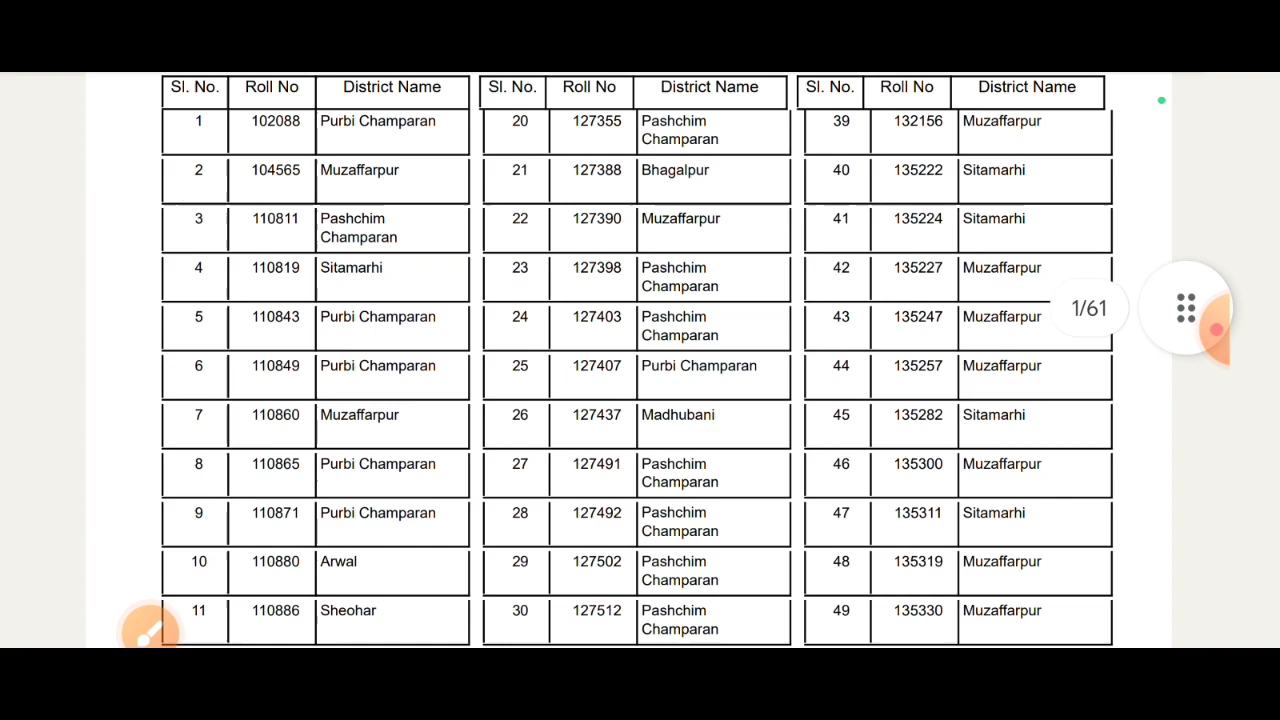 Sl. No. Roll No District Name Sl. No. Roll No District Name Sl. No. Roll No District Name
1 102088 Purbi Champaran 20 127355 Pashchim Champaran 39 132156 Muzaffarpur
2 104565 Muzaffarpur 21 127388 Bhagalpur 40 135222 Sitamarhi
3 110811 Pashchim Champaran 22 127390 Muzaffarpur 41 135224 Sitamarhi
4 110819 Sitamarhi 23 127398 Pashchim Champaran 42 135227 Muzaffarpur
1/61
5 110843 Purbi Champaran 24 127403 Pashchim Champaran 43 135247 Muzaffarpur
6 110849 Purbi Champaran 25 127407 Purbi Champaran 44 135257 Muzaffarpur
7 110860 Muzaffarpur 26 127437 Madhubani 45 135282 Sitamarhi
8 110865 Purbi Champaran 27 127491 Pashchim Champaran 46 135300 Muzaffarpur
9 110871 Purbi Champaran 28 127492 Pashchim Champaran 47 135311 Sitamarhi
10 110880 Arwal 29 127502 Pashchim Champaran 48 135319 Muzaffarpur
11 110886 Sheohar 30 127512 Pashchim Champaran 49 135330 Muzaffarpur